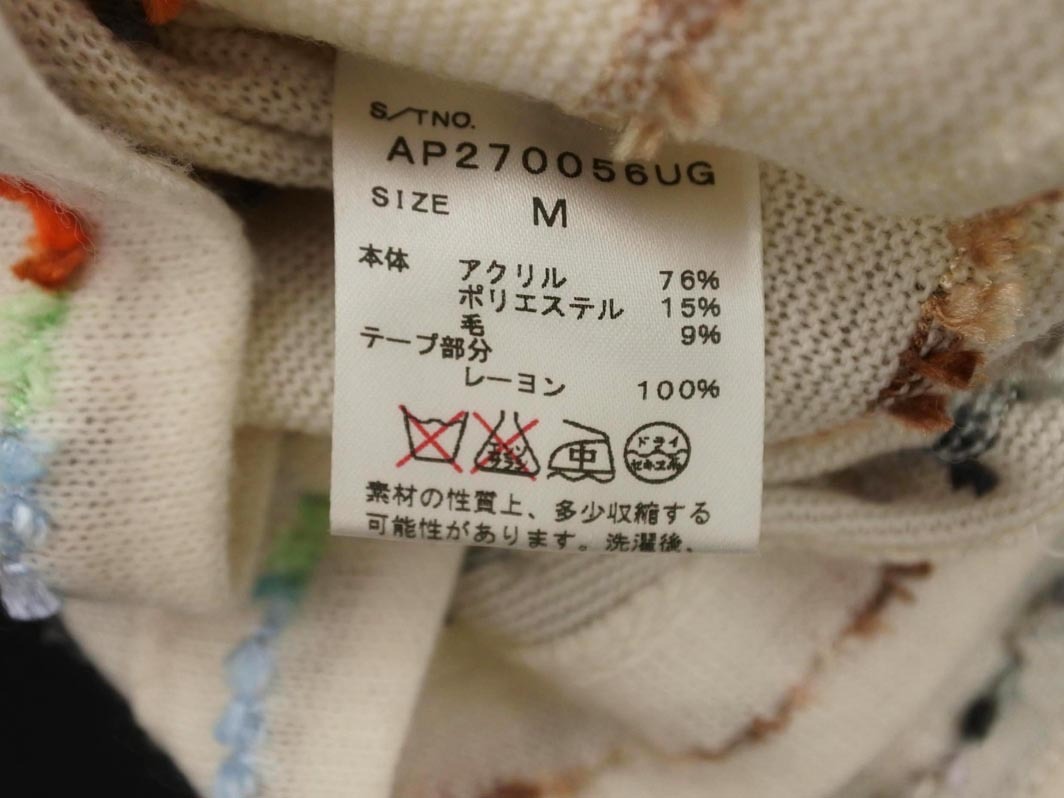 S/TNO.
AP270056UG
SIZE M
本体 アクリル 76%
ポリエステル 15%
毛 9%
テープ部分
レーヨン 100%
中 ドライ
セキユ系
素材の性質上、多少収縮する
可能性があります。洗濯後、